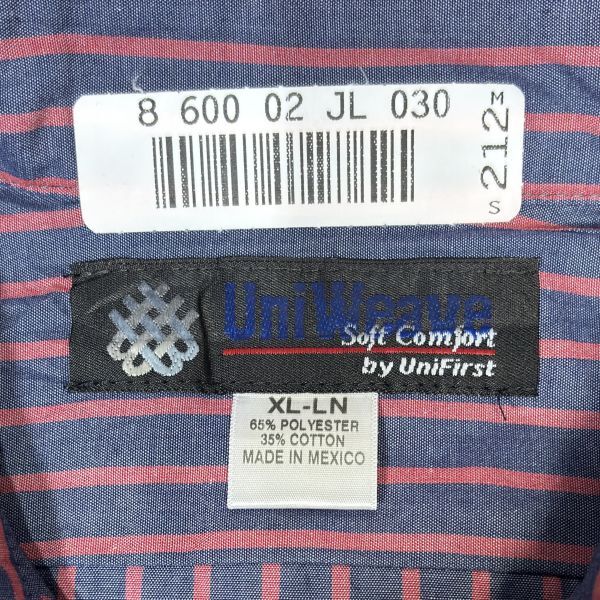 8 600 02 JL 030
S 212 M
UniWeave
Soft Comfort
by UniFirst
XL-LN
65% POLYESTER
35% COTTON
MADE IN MEXICO